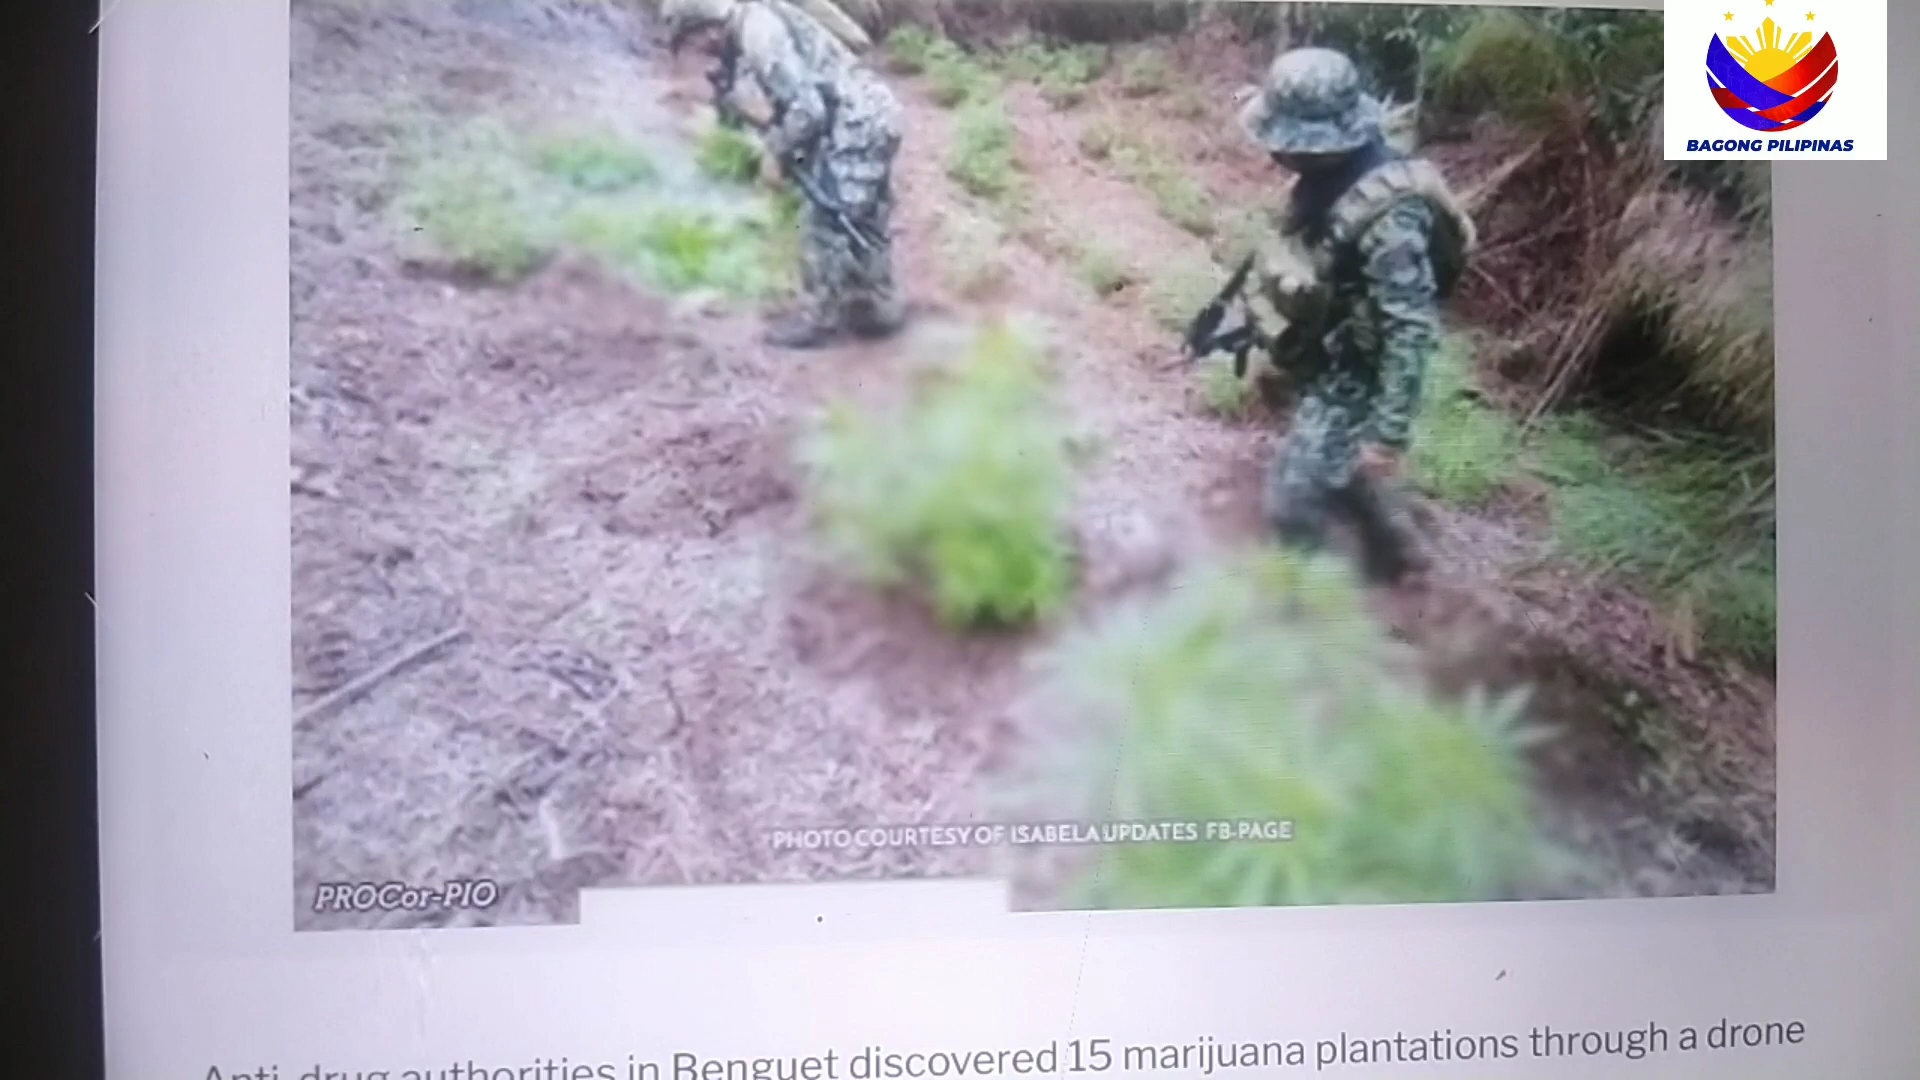 BAGONG PILIPINAS
PHOTO COURTESY OF ISABELA UPDATES FB-PAGE
PROCor-PIO
Anti-drug authorities in Benguet discovered 15 marijuana plantations through a drone